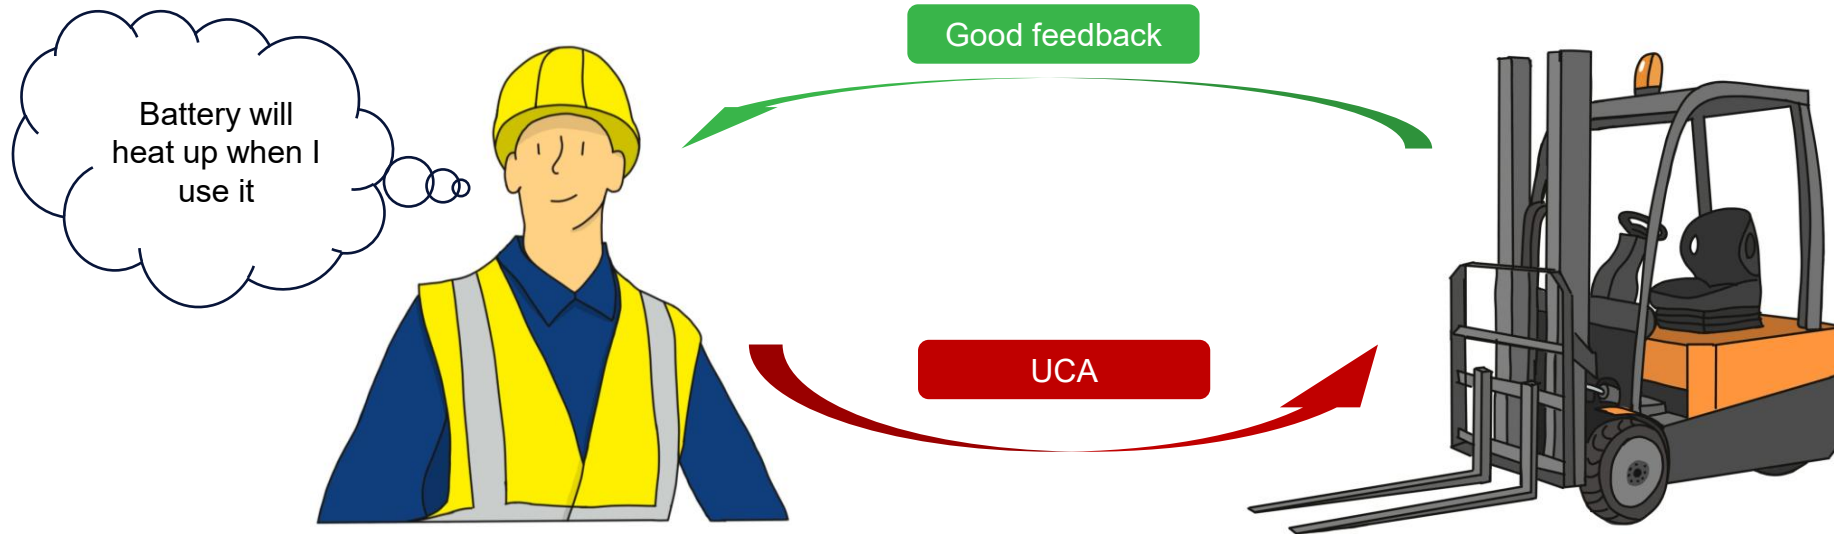 Good feedback
Battery will
heat up when I
use it
UCA